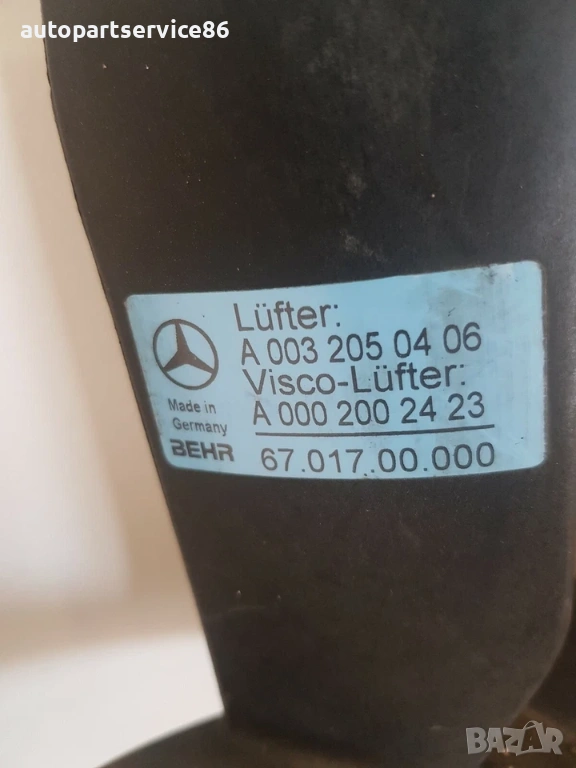 autopartservice86
Lüfter:
A 003 205 04 06
Visco-Lüfter:
A 000 200 24 23
Made in
Germany
BEHR
67.017.00.000
BAZAR